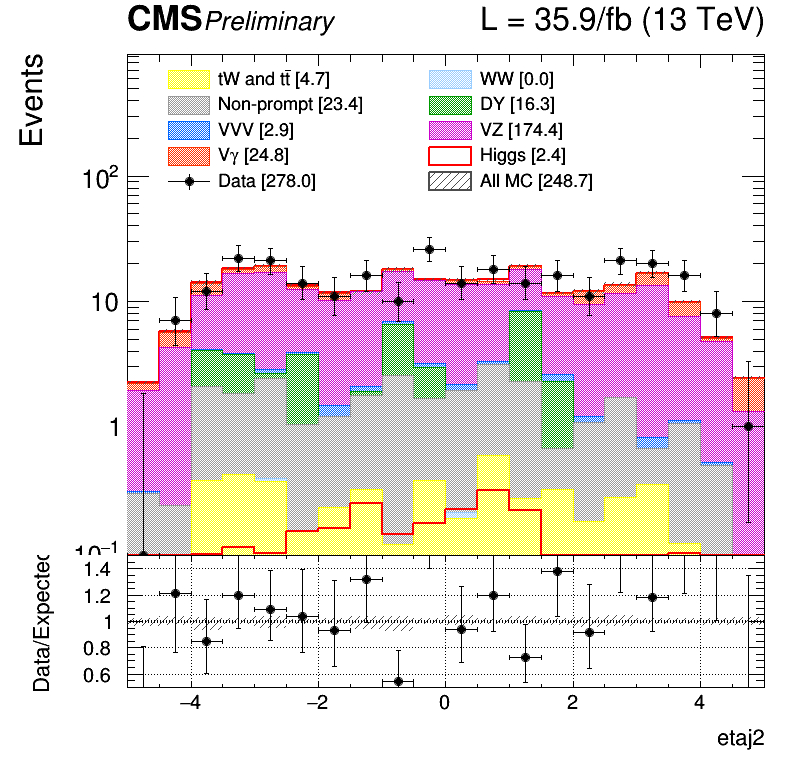 CMS Preliminary L = 35.9/fb (13 TeV)
Events
tW and tt̄ [4.7] WW [0.0]
Non-prompt [23.4] DY [16.3]
VVV [2.9] VZ [174.4]
Vγ [24.8] Higgs [2.4]
Data [278.0] All MC [248.7]
10²
10
1
10⁻¹
Data/Expected
1.4
1.2
1
0.8
0.6
−4 −2 0 2 4
etaj2